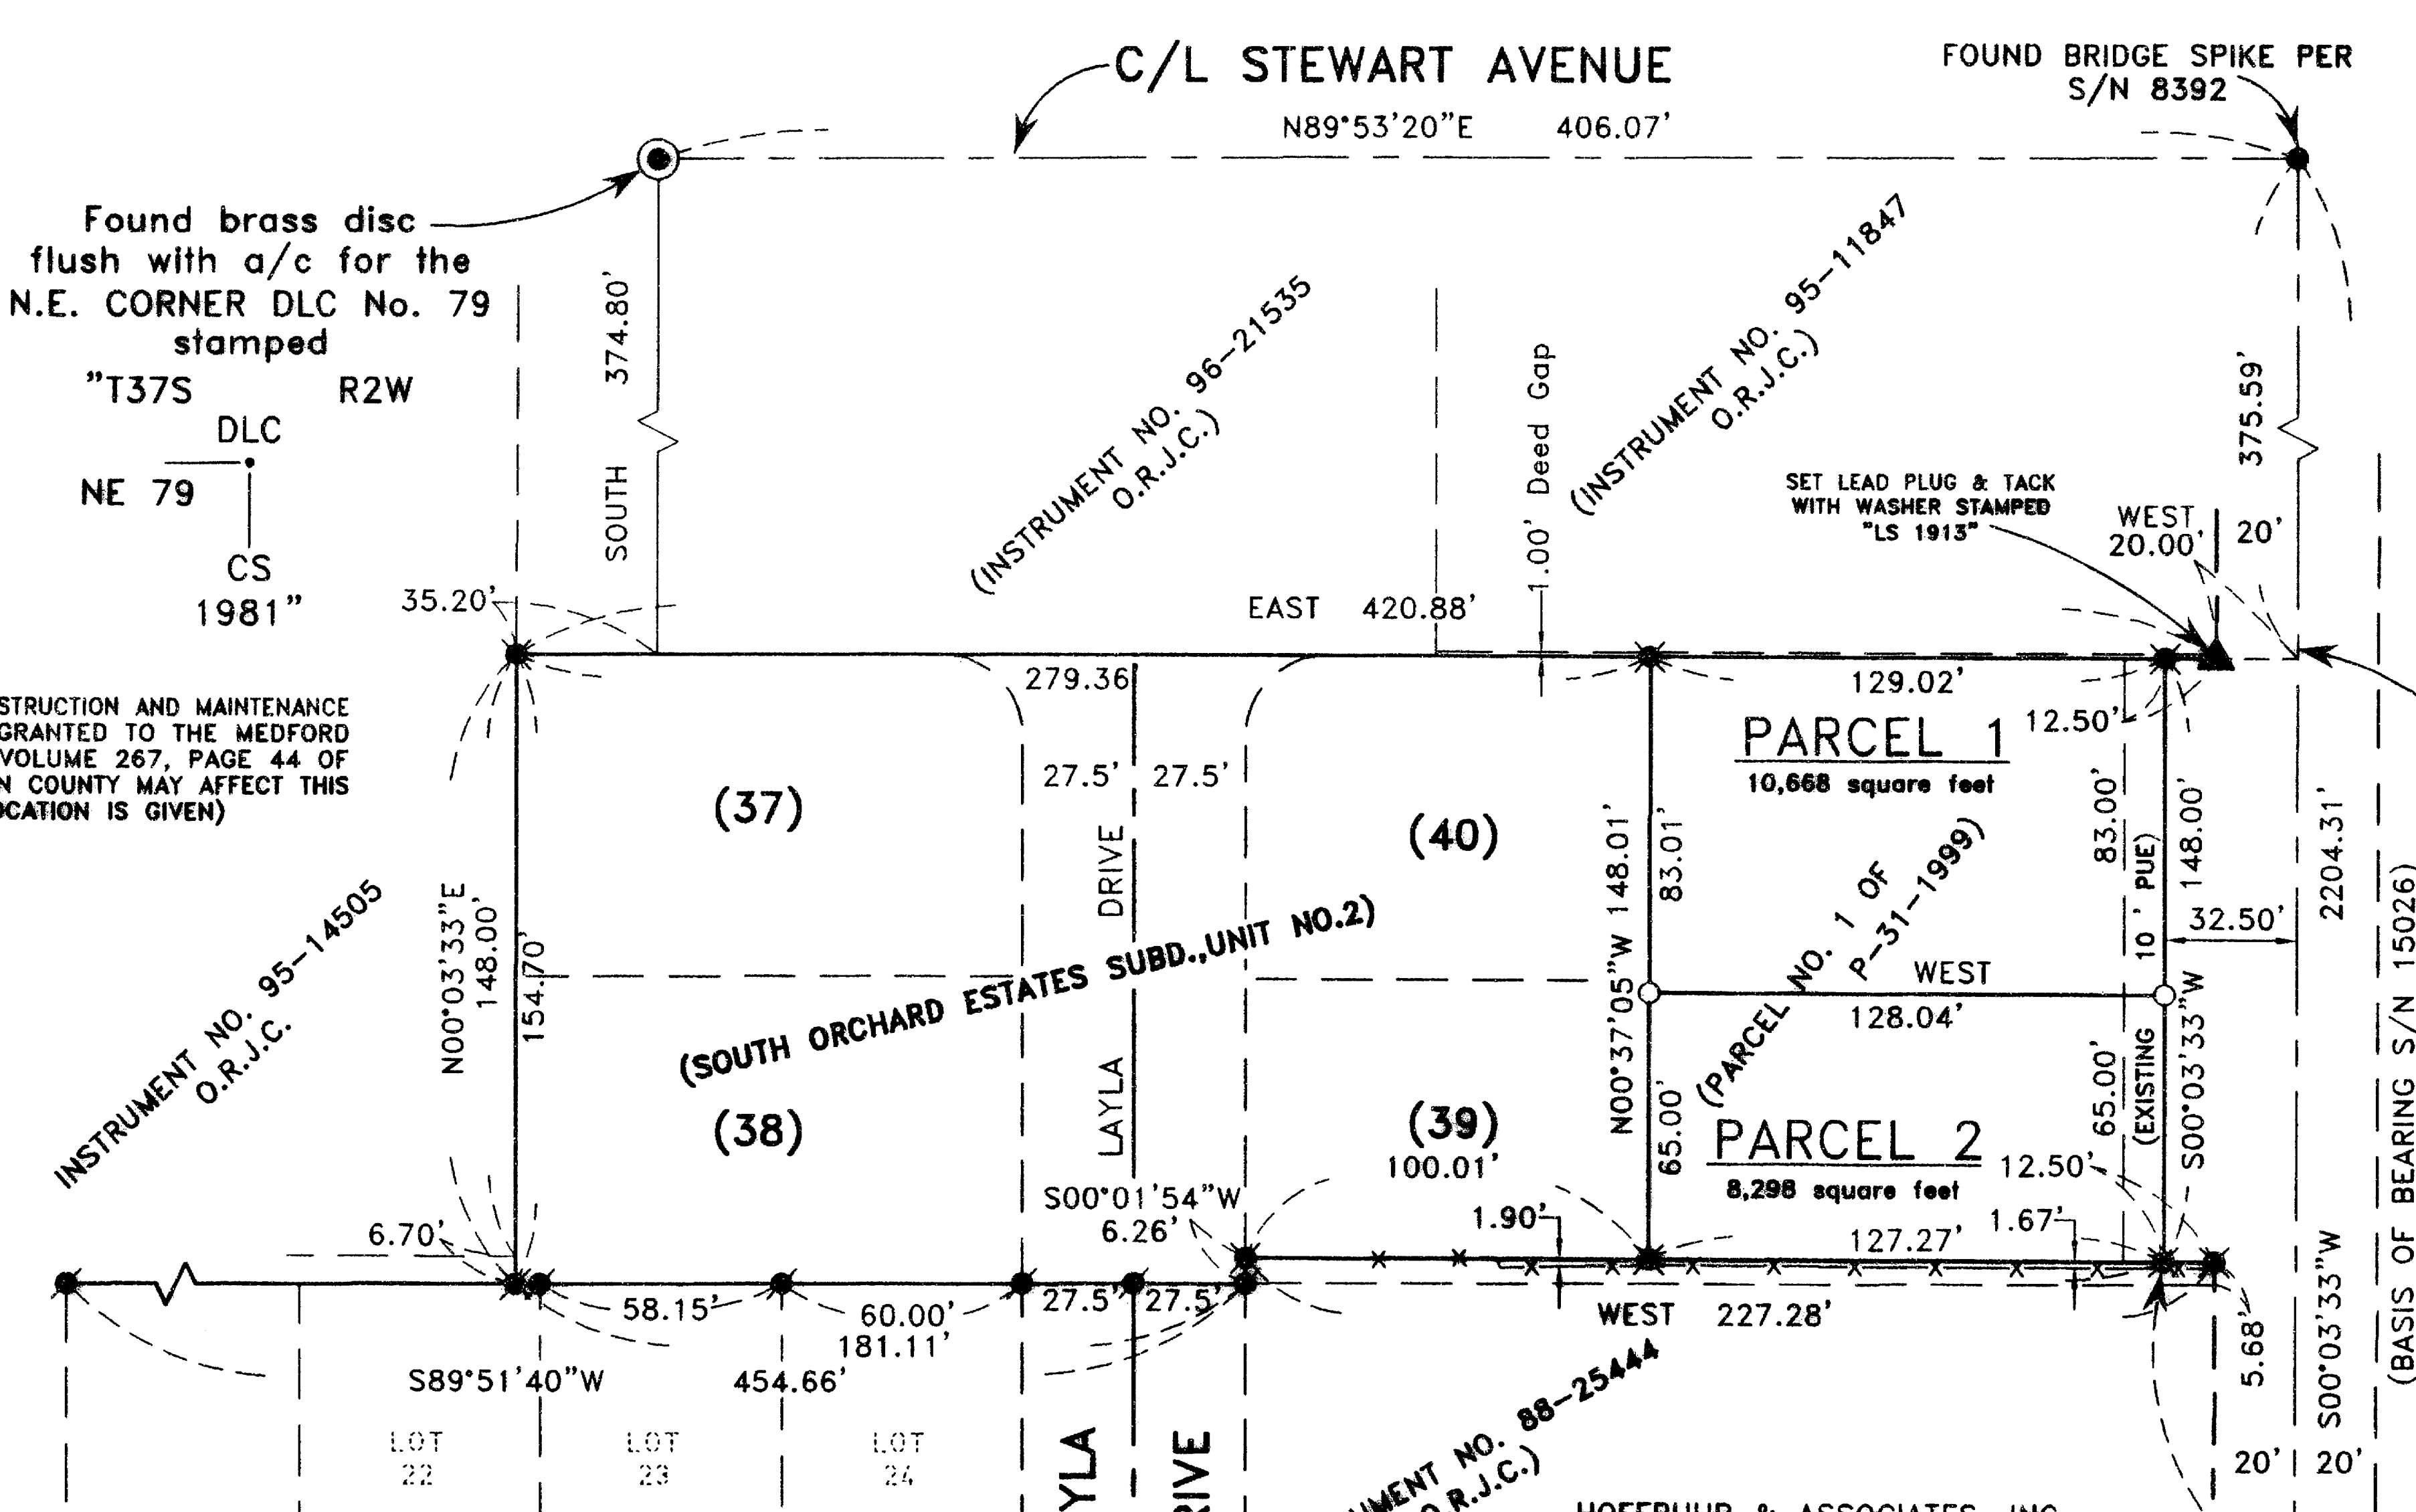 C/L STEWART AVENUE
N89°53'20"E 406.07'
FOUND BRIDGE SPIKE PER
S/N 8392
Found brass disc
flush with a/c for the
N.E. CORNER DLC No. 79
stamped
"T37S R2W
DLC
NE 79
CS
1981"
SOUTH 374.80'
(INSTRUMENT NO. 96-21535
O.R.J.C.)
1.00' Deed Gap
(INSTRUMENT NO. 95-11847
O.R.J.C.)
375.59'
SET LEAD PLUG & TACK
WITH WASHER STAMPED
"LS 1913"
WEST
20.00'
20'
35.20'
EAST 420.88'
279.36
129.02'
12.50'
STRUCTION AND MAINTENANCE
GRANTED TO THE MEDFORD
VOLUME 267, PAGE 44 OF
N COUNTY MAY AFFECT THIS
OCATION IS GIVEN)
27.5' 27.5'
(37)
(40)
PARCEL 1
10,668 square feet
N00°37'05"W 148.01'
83.01'
83.00'
148.00'
2204.31'
32.50'
(PARCEL NO. 1 OF
P-31-1999)
(EXISTING 10 ' PUE)
S00°03'33"W
WEST
128.04'
INSTRUMENT NO. 95-14505
O.R.J.C.
N00°03'33"E
148.00'
154.70'
LAYLA DRIVE
(SOUTH ORCHARD ESTATES SUBD.,UNIT NO.2)
(38)
(39)
100.01'
65.00'
65.00'
PARCEL 2
8,298 square feet
12.50'
(BASIS OF BEARING S/N 15026)
S00°01'54"W
6.26'
6.70'
1.90'
127.27'
1.67'
58.15'
60.00'
27.5' 27.5'
181.11'
WEST 227.28'
5.68'
S00°03'33"W
S89°51'40"W 454.66'
LOT
22
LOT
23
LOT
24
YLA
RIVE
UMENT NO. 88-25444
R.J.C.)
20' 20'